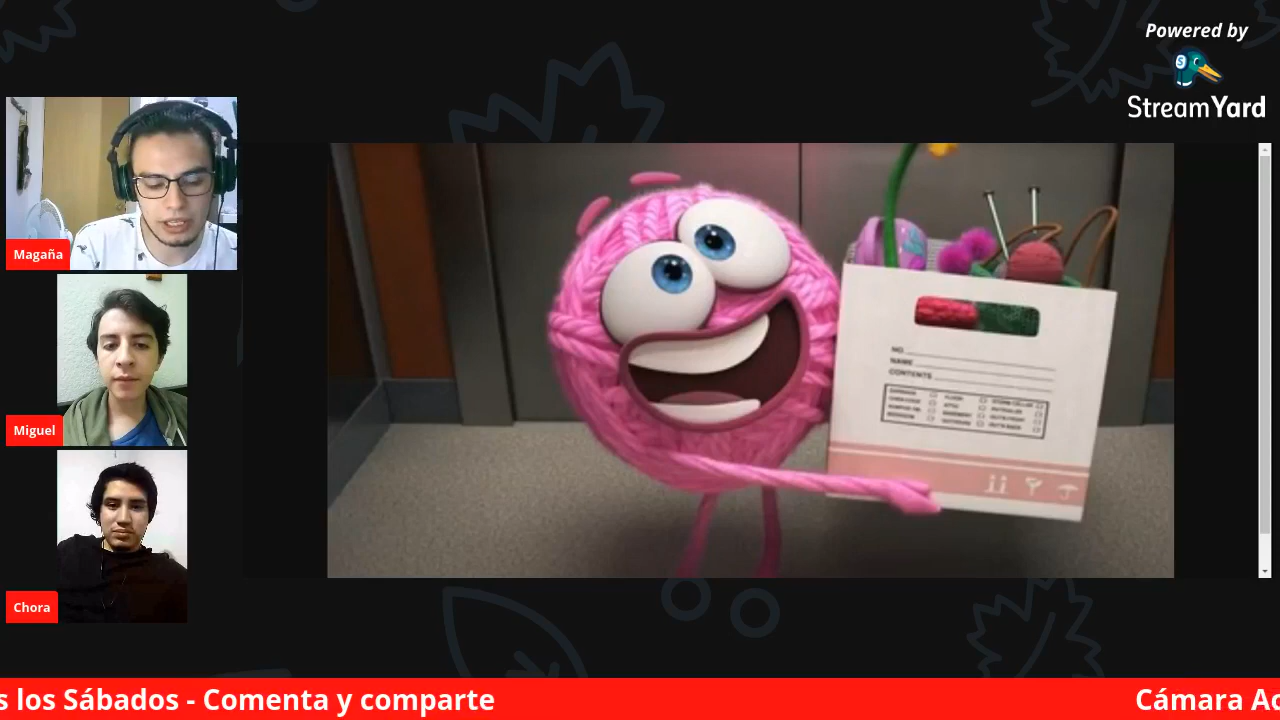 Powered by
StreamYard
Magaña
Miguel
Chora
NO.
NAME
CONTENTS
s los Sábados - Comenta y comparte
Cámara Ac